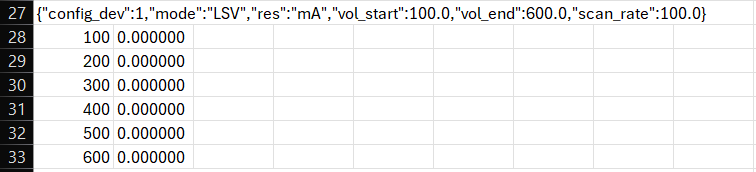 27 {"config_dev":1,"mode":"LSV","res":"mA","vol_start":100.0,"vol_end":600.0,"scan_rate":100.0}
28 100 0.000000
29 200 0.000000
30 300 0.000000
31 400 0.000000
32 500 0.000000
33 600 0.000000